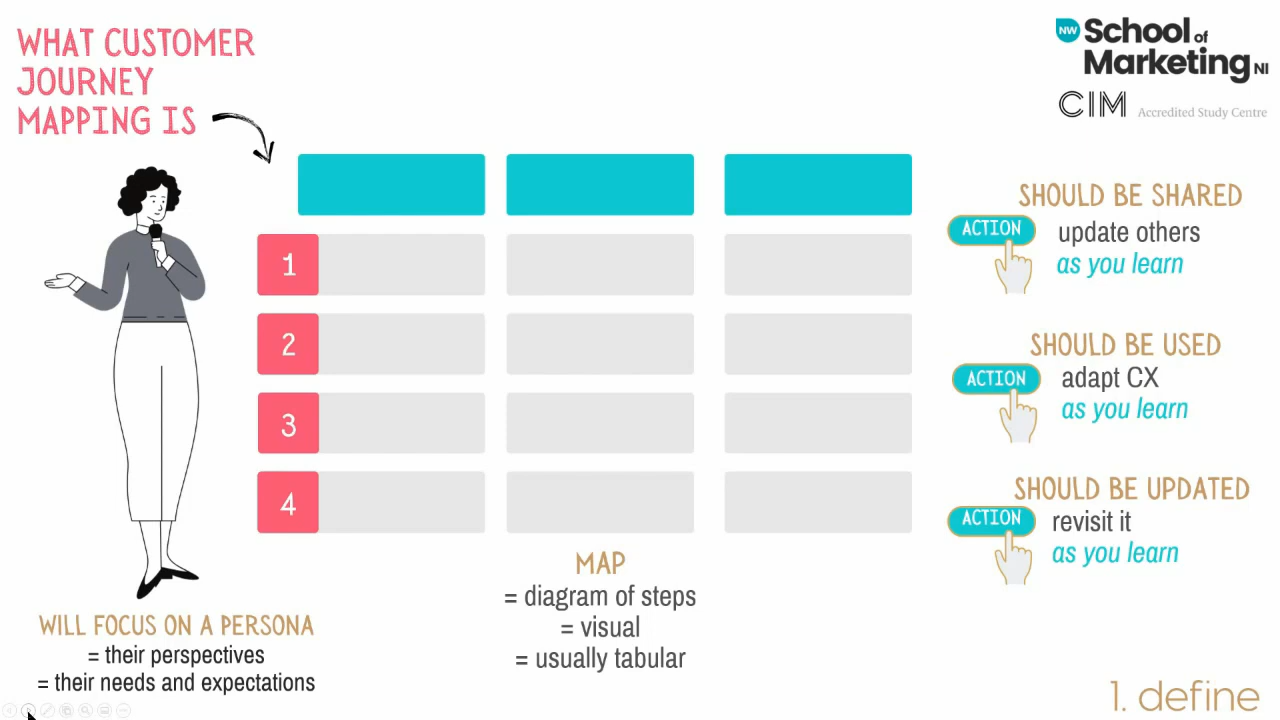 WHAT CUSTOMER
JOURNEY
MAPPING IS
NW School of
Marketing NI
CIM Accredited Study Centre
1
2
3
4
WILL FOCUS ON A PERSONA
= their perspectives
= their needs and expectations
MAP
= diagram of steps
= visual
= usually tabular
SHOULD BE SHARED
ACTION update others
as you learn
SHOULD BE USED
ACTION adapt CX
as you learn
SHOULD BE UPDATED
ACTION revisit it
as you learn
1. define